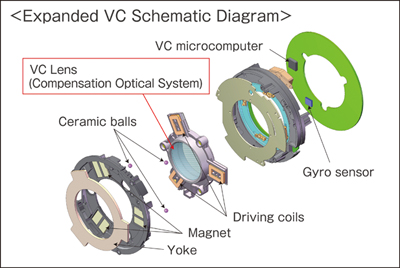 <Expanded VC Schematic Diagram>
VC microcomputer
VC Lens
(Compensation Optical System)
Ceramic balls
Gyro sensor
Driving coils
Magnet
Yoke